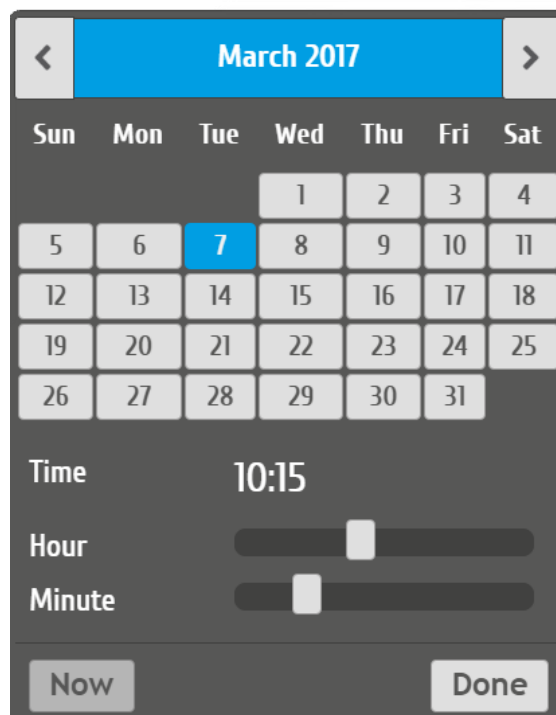 March 2017
Sun Mon Tue Wed Thu Fri Sat
1 2 3 4
5 6 7 8 9 10 11
12 13 14 15 16 17 18
19 20 21 22 23 24 25
26 27 28 29 30 31
Time 10:15
Hour
Minute
Now Done